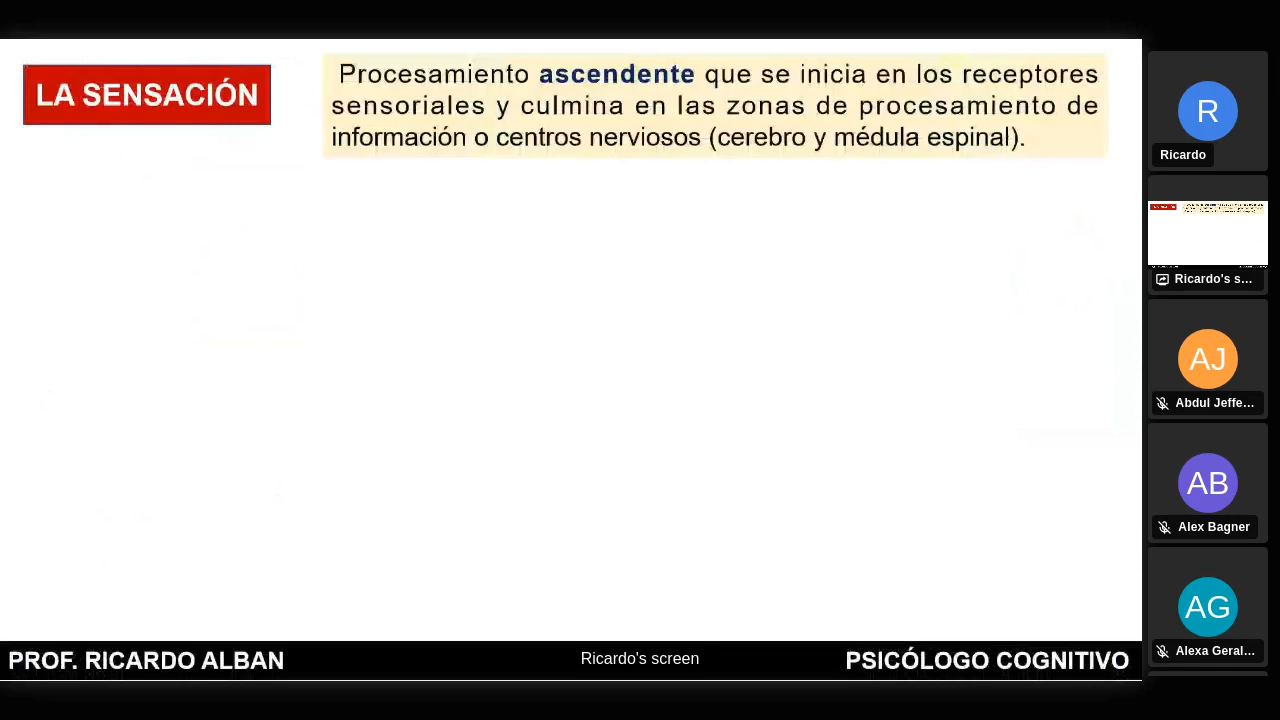 LA SENSACIÓN
Procesamiento ascendente que se inicia en los receptores
sensoriales y culmina en las zonas de procesamiento de
información o centros nerviosos (cerebro y médula espinal).
PROF. RICARDO ALBAN
Ricardo's screen
PSICÓLOGO COGNITIVO
R
Ricardo
Ricardo's s...
AJ
Abdul Jeffe...
AB
Alex Bagner
AG
Alexa Geral...